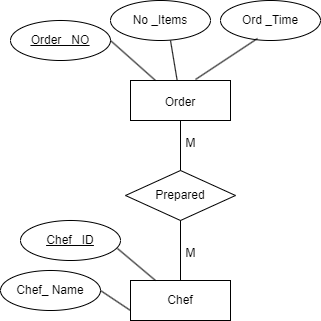 No _Items
Ord _Time
Order _NO
Order
M
Prepared
M
Chef _ID
Chef_ Name
Chef